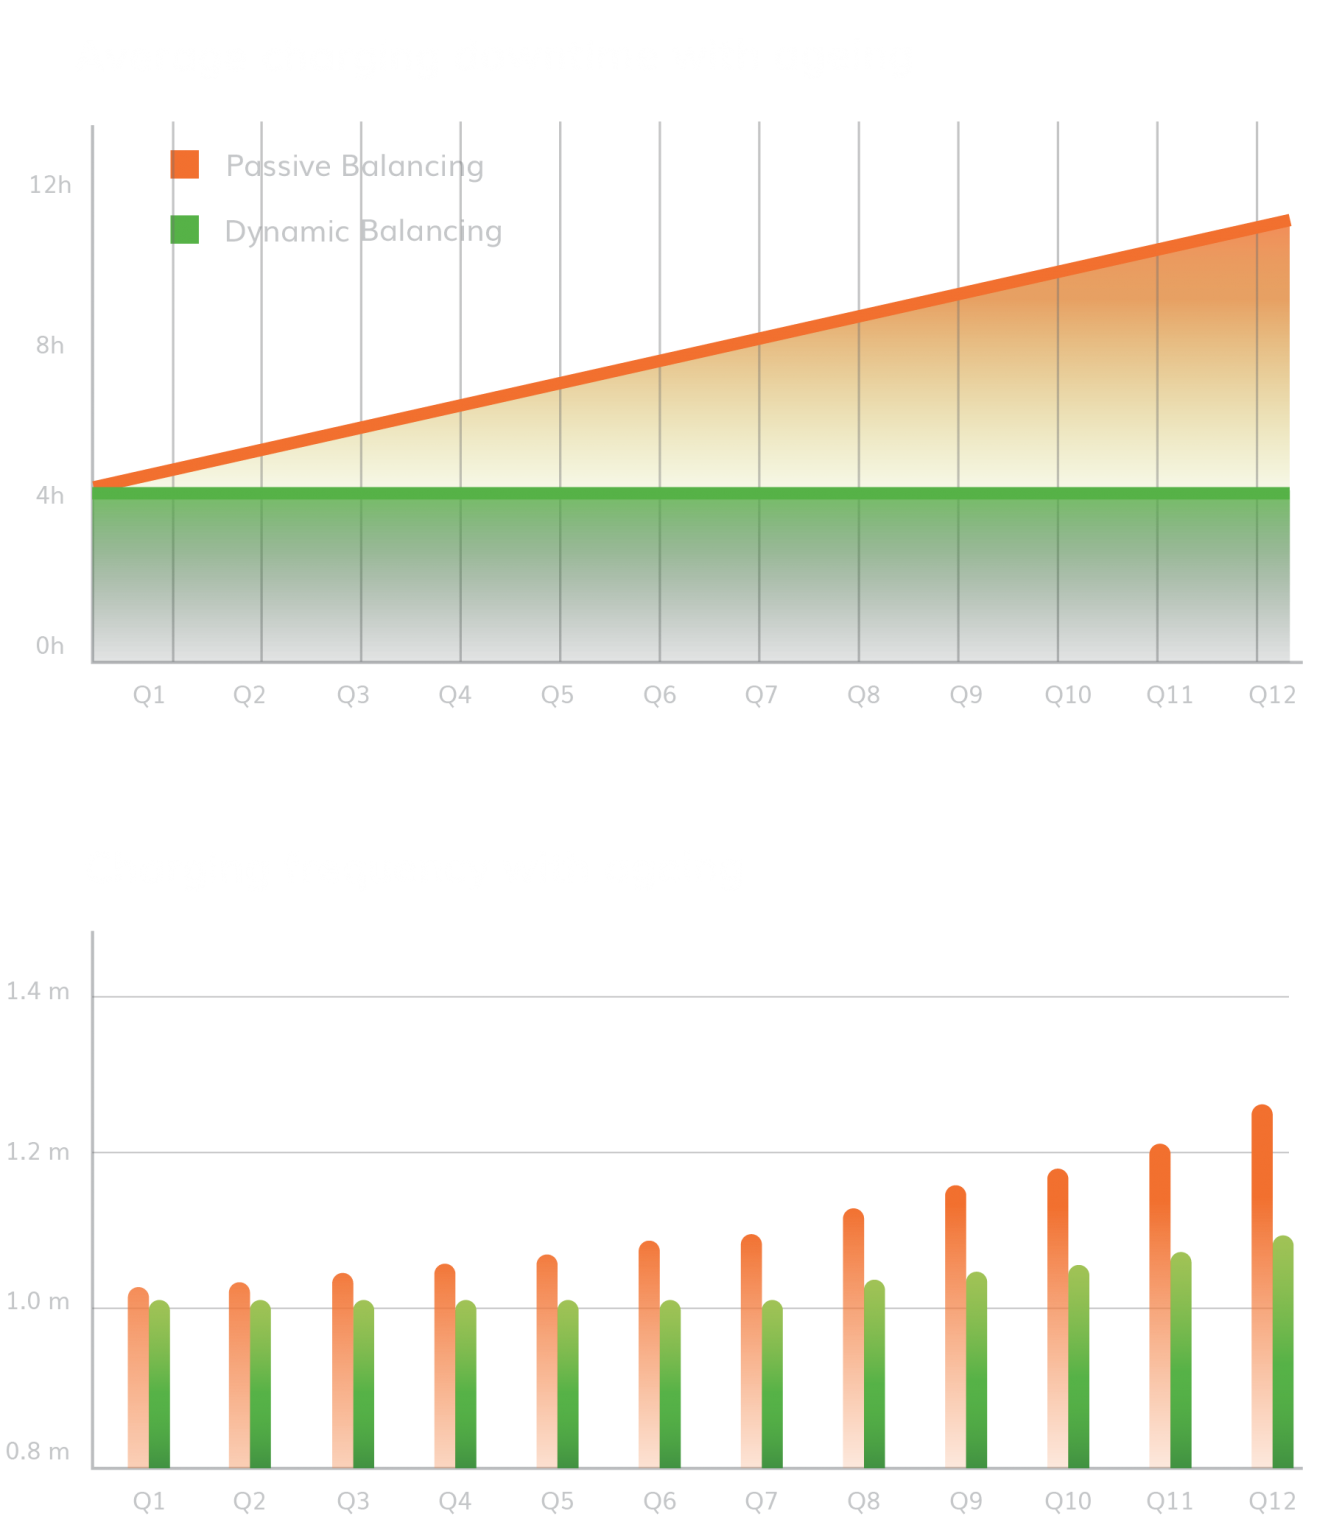 Passive Balancing
12h
Dynamic Balancing
8h
4h
0h
Q1 Q2 Q3 Q4 Q5 Q6 Q7 Q8 Q9 Q10 Q11 Q12
1.4 m
1.2 m
1.0 m
0.8 m
Q1 Q2 Q3 Q4 Q5 Q6 Q7 Q8 Q9 Q10 Q11 Q12